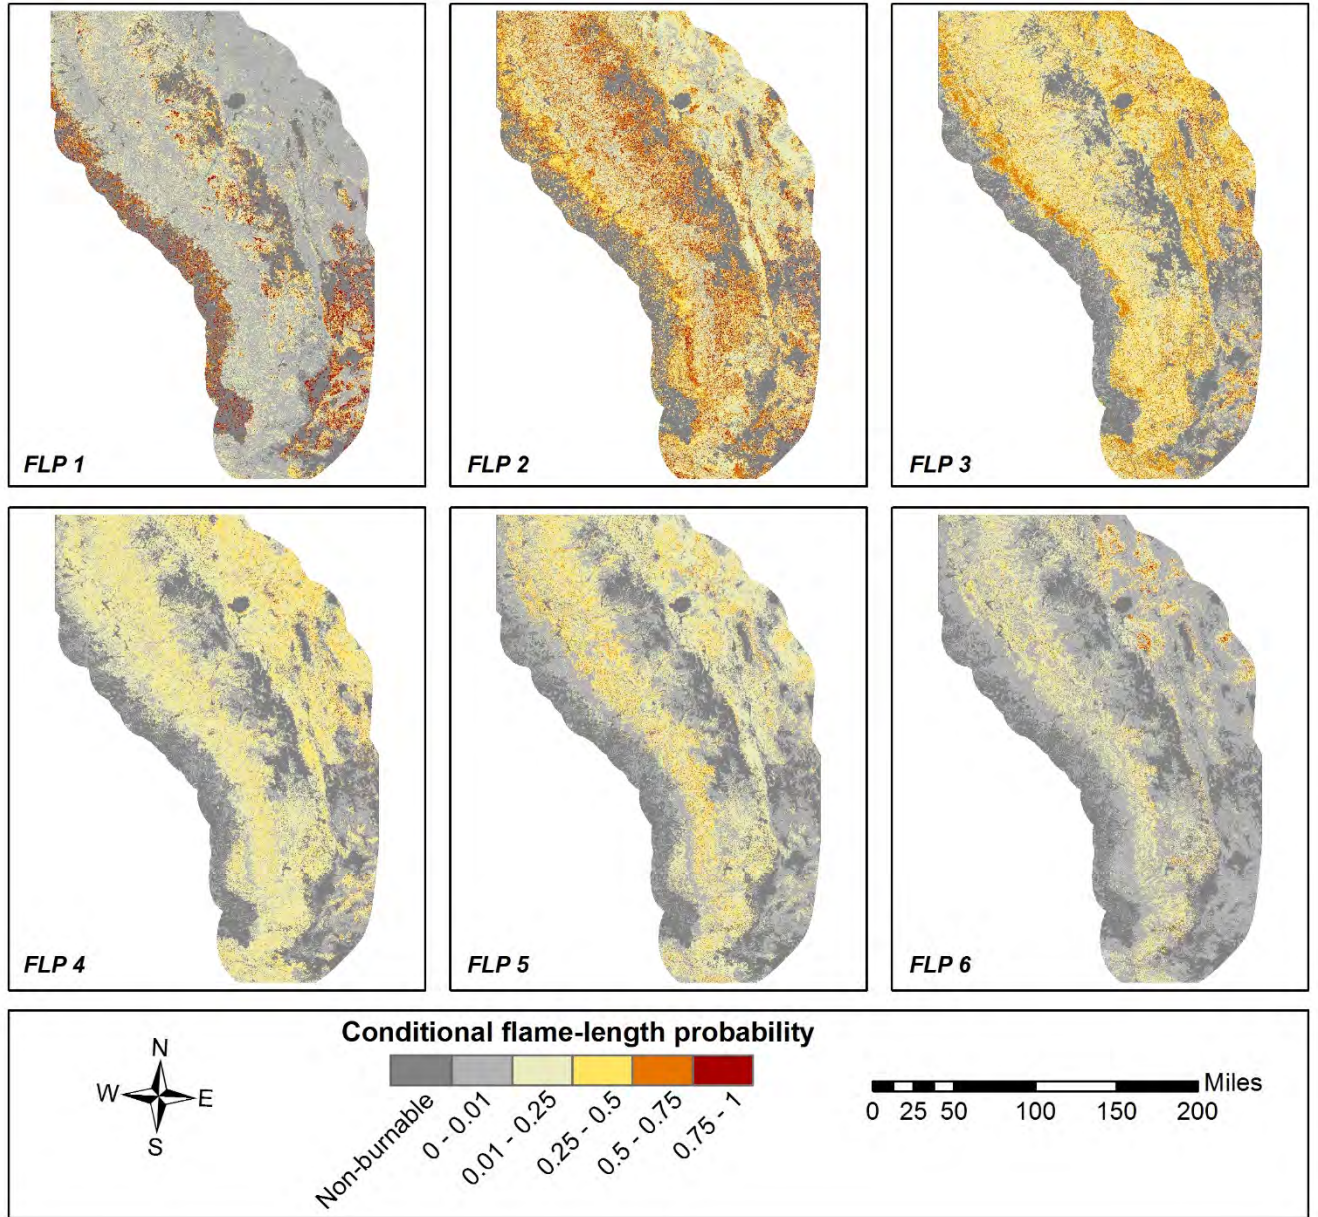 FLP 1
FLP 2
FLP 3
FLP 4
FLP 5
FLP 6
Conditional flame-length probability
Non-burnable
0 - 0.01
0.01 - 0.25
0.25 - 0.5
0.5 - 0.75
0.75 - 1
N
W E
S
Miles
0 25 50 100 150 200